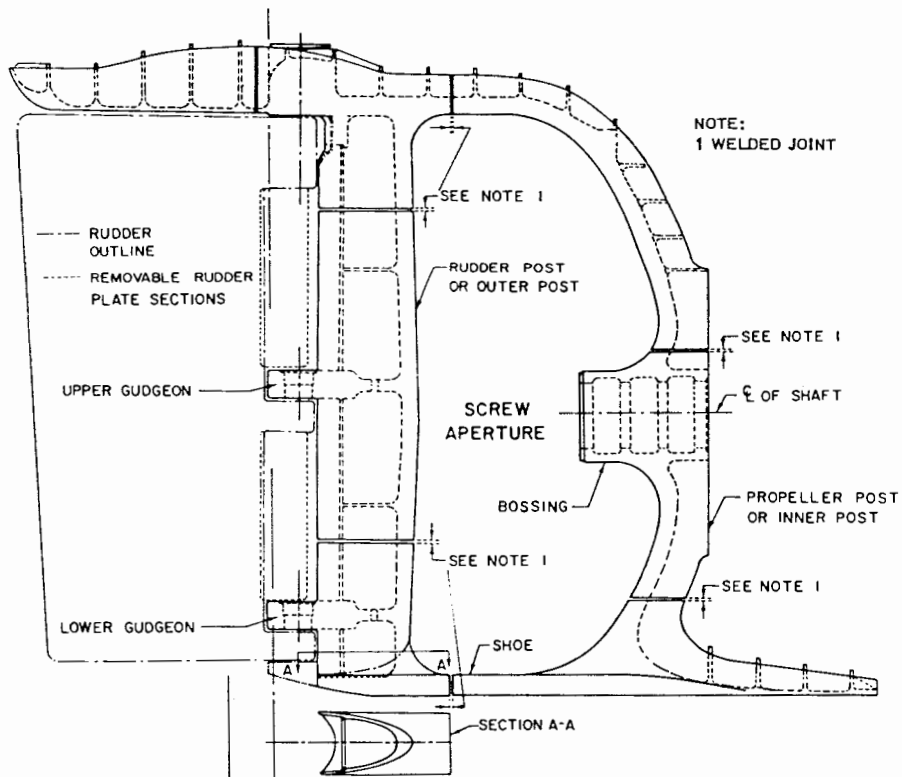 NOTE:
1 WELDED JOINT
SEE NOTE 1
RUDDER
OUTLINE
REMOVABLE RUDDER
PLATE SECTIONS
RUDDER POST
OR OUTER POST
SEE NOTE 1
UPPER GUDGEON
SCREW
APERTURE
℄ OF SHAFT
BOSSING
PROPELLER POST
OR INNER POST
SEE NOTE 1
SEE NOTE 1
LOWER GUDGEON
SHOE
A
A
SECTION A-A